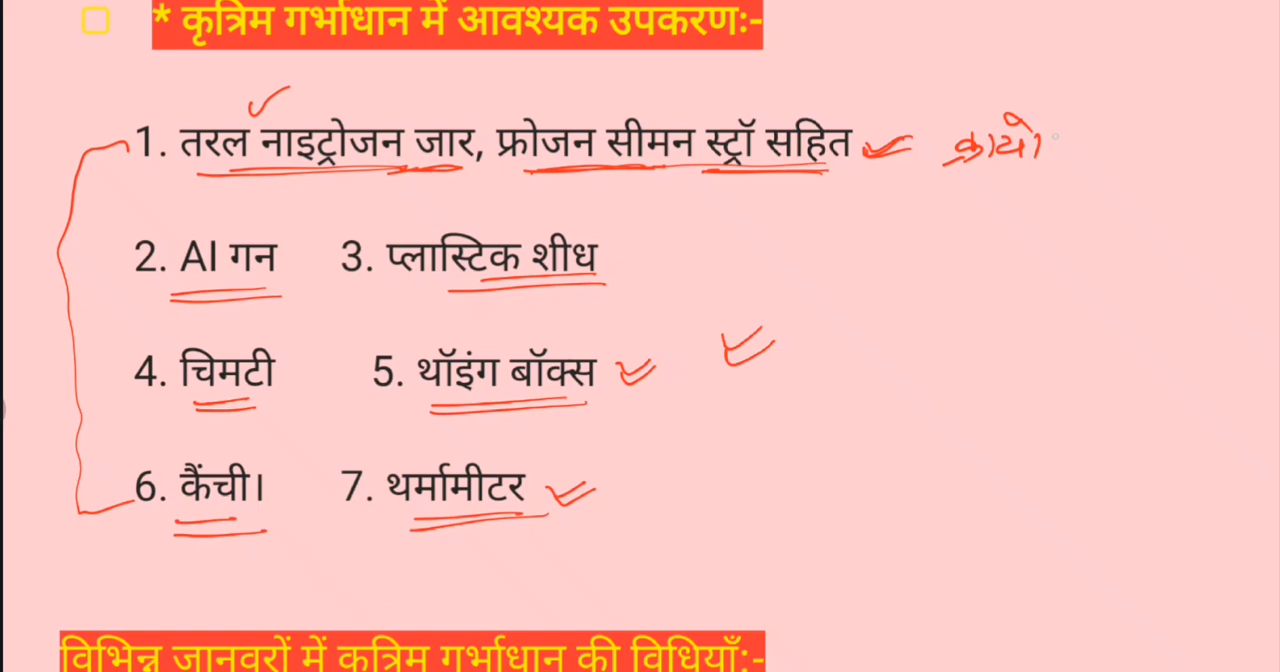 * कृत्रिम गर्भाधान में आवश्यक उपकरणः-
1. तरल नाइट्रोजन जार, फ्रोजन सीमन स्ट्रॉ सहित क्रायो
2. AI गन 3. प्लास्टिक शीध
4. चिमटी 5. थॉइंग बॉक्स
6. कैंची। 7. थर्मामीटर
विभिन्न जानवरों में कृत्रिम गर्भाधान की विधियाँः-